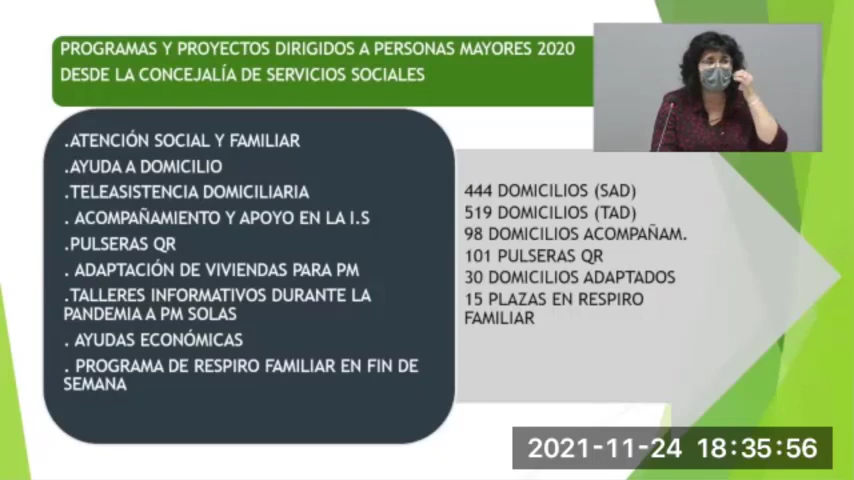 PROGRAMAS Y PROYECTOS DIRIGIDOS A PERSONAS MAYORES 2020
DESDE LA CONCEJALÍA DE SERVICIOS SOCIALES
.ATENCIÓN SOCIAL Y FAMILIAR
.AYUDA A DOMICILIO
.TELEASISTENCIA DOMICILIARIA
. ACOMPAÑAMIENTO Y APOYO EN LA I.S
.PULSERAS QR
. ADAPTACIÓN DE VIVIENDAS PARA PM
.TALLERES INFORMATIVOS DURANTE LA
PANDEMIA A PM SOLAS
. AYUDAS ECONÓMICAS
. PROGRAMA DE RESPIRO FAMILIAR EN FIN DE
SEMANA
444 DOMICILIOS (SAD)
519 DOMICILIOS (TAD)
98 DOMICILIOS ACOMPAÑAM.
101 PULSERAS QR
30 DOMICILIOS ADAPTADOS
15 PLAZAS EN RESPIRO
FAMILIAR
2021-11-24 18:35:56